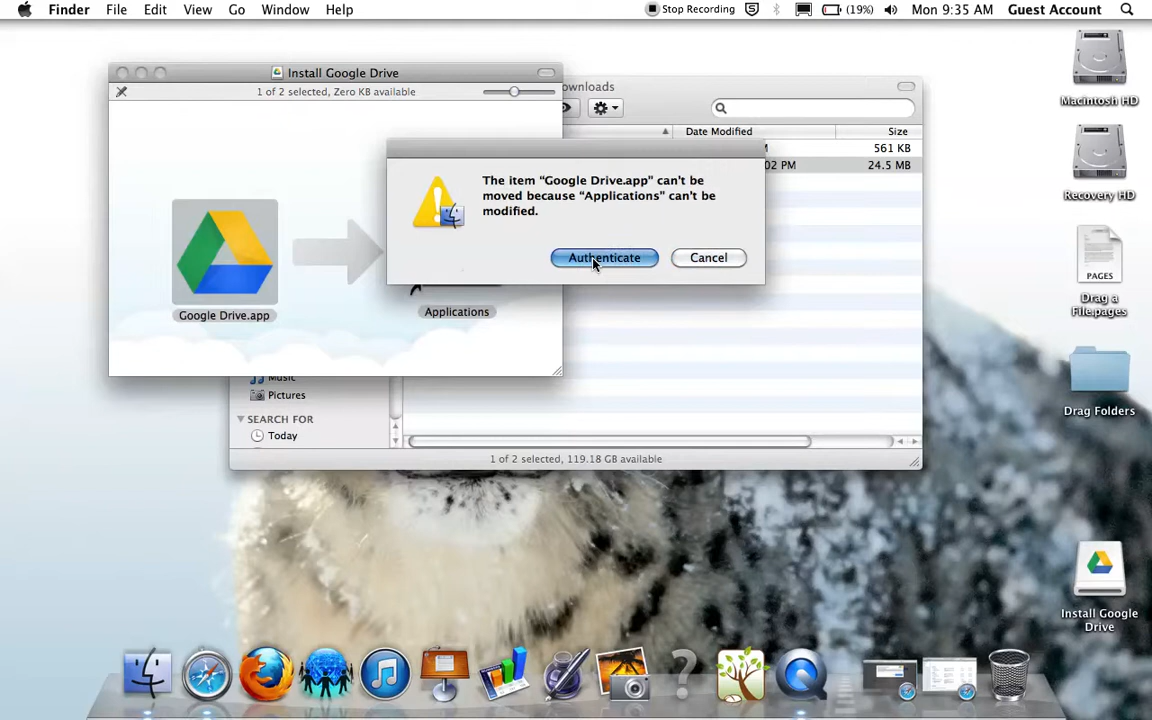 Finder File Edit View Go Window Help
Stop Recording (19%) Mon 9:35 AM Guest Account
Install Google Drive
1 of 2 selected, Zero KB available
ownloads
Date Modified Size
M 561 KB
02 PM 24.5 MB
The item “Google Drive.app” can’t be
moved because “Applications” can’t be
modified.
Authenticate Cancel
Google Drive.app
Applications
Music
Pictures
SEARCH FOR
Today
1 of 2 selected, 119.18 GB available
Macintosh HD
Recovery HD
PAGES
Drag a
File.pages
Drag Folders
Install Google
Drive